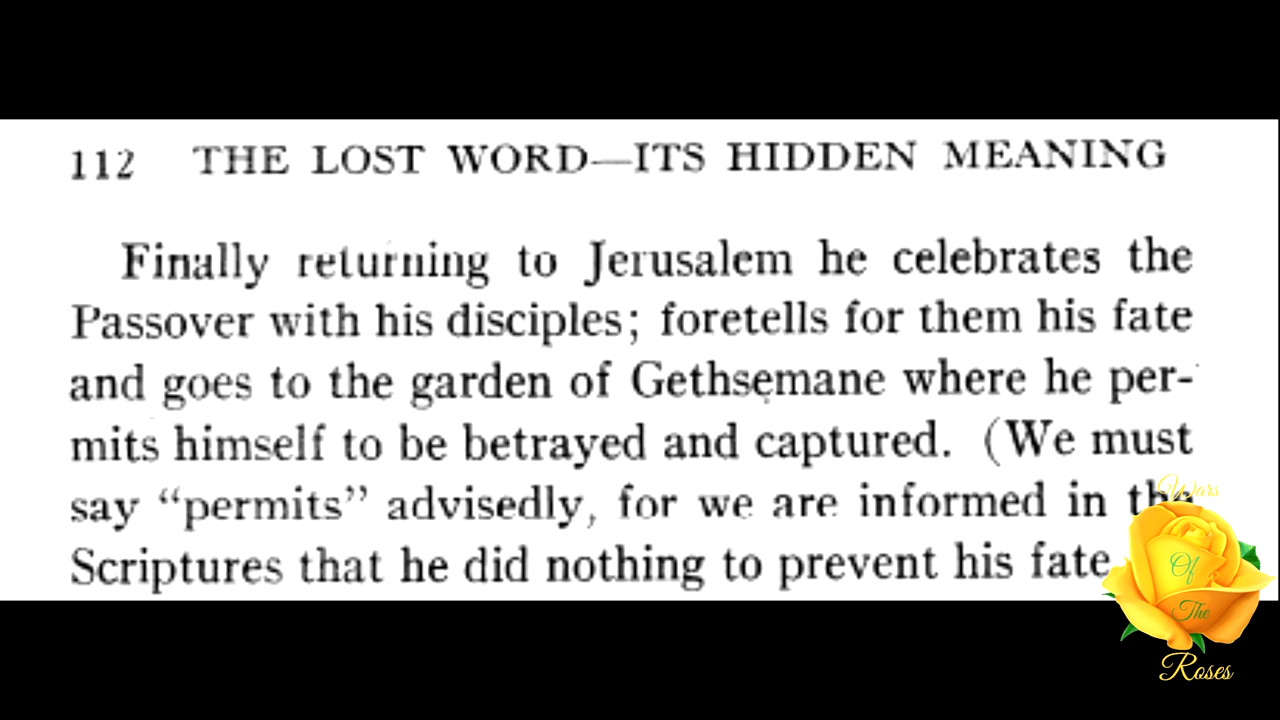 112 THE LOST WORD—ITS HIDDEN MEANING
Finally returning to Jerusalem he celebrates the
Passover with his disciples; foretells for them his fate
and goes to the garden of Gethsemane where he per-
mits himself to be betrayed and captured. (We must
say “permits” advisedly, for we are informed in the
Scriptures that he did nothing to prevent his fate
Wars
Of
The
Roses